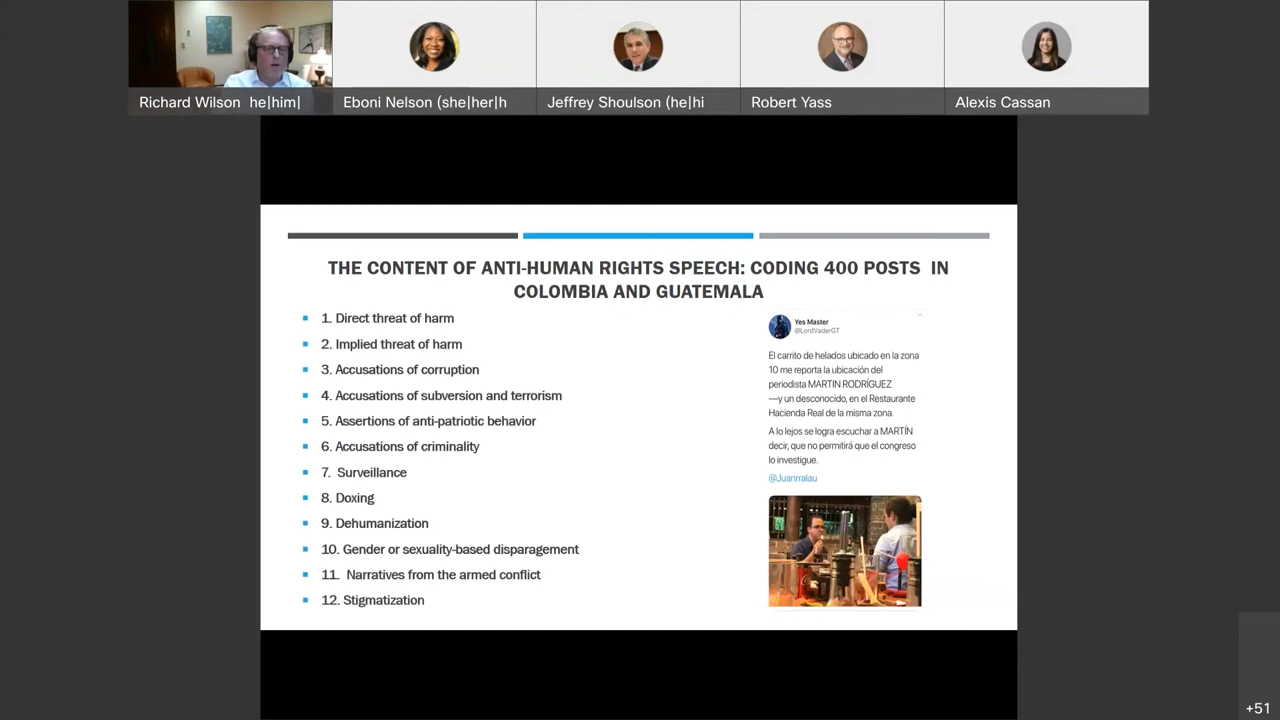 Richard Wilson he|him|
Eboni Nelson (she|her|h
Jeffrey Shoulson (he|hi
Robert Yass
Alexis Cassan
THE CONTENT OF ANTI-HUMAN RIGHTS SPEECH: CODING 400 POSTS IN
COLOMBIA AND GUATEMALA
1. Direct threat of harm
2. Implied threat of harm
3. Accusations of corruption
4. Accusations of subversion and terrorism
5. Assertions of anti-patriotic behavior
6. Accusations of criminality
7. Surveillance
8. Doxing
9. Dehumanization
10. Gender or sexuality-based disparagement
11. Narratives from the armed conflict
12. Stigmatization
Yes Master
@LordVaderGT
El carrito de helados ubicado en la zona
10 me reporta la ubicación del
periodista MARTIN RODRÍGUEZ
—y un desconocido, en el Restaurante
Hacienda Real de la misma zona.
A lo lejos se logra escuchar a MARTÍN
decir, que no permitirá que el congreso
lo investigue.
@Juanrralau
+51